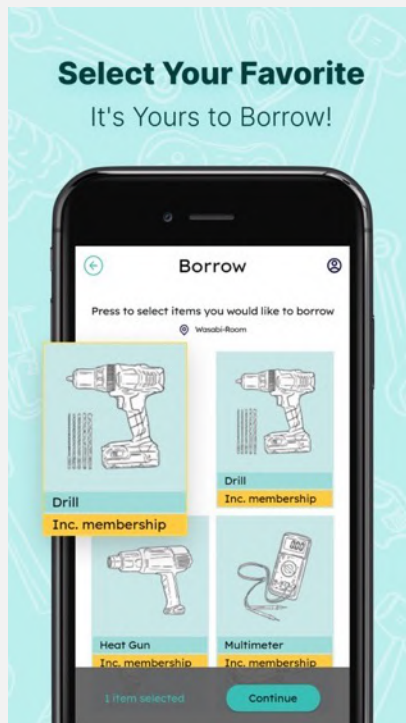 Select Your Favorite
It's Yours to Borrow!
Borrow
Press to select items you would like to borrow
Wasabi-Room
Drill
Inc. membership
Drill
Inc. membership
Heat Gun
Inc. membership
Multimeter
Inc. membership
1 item selected
Continue